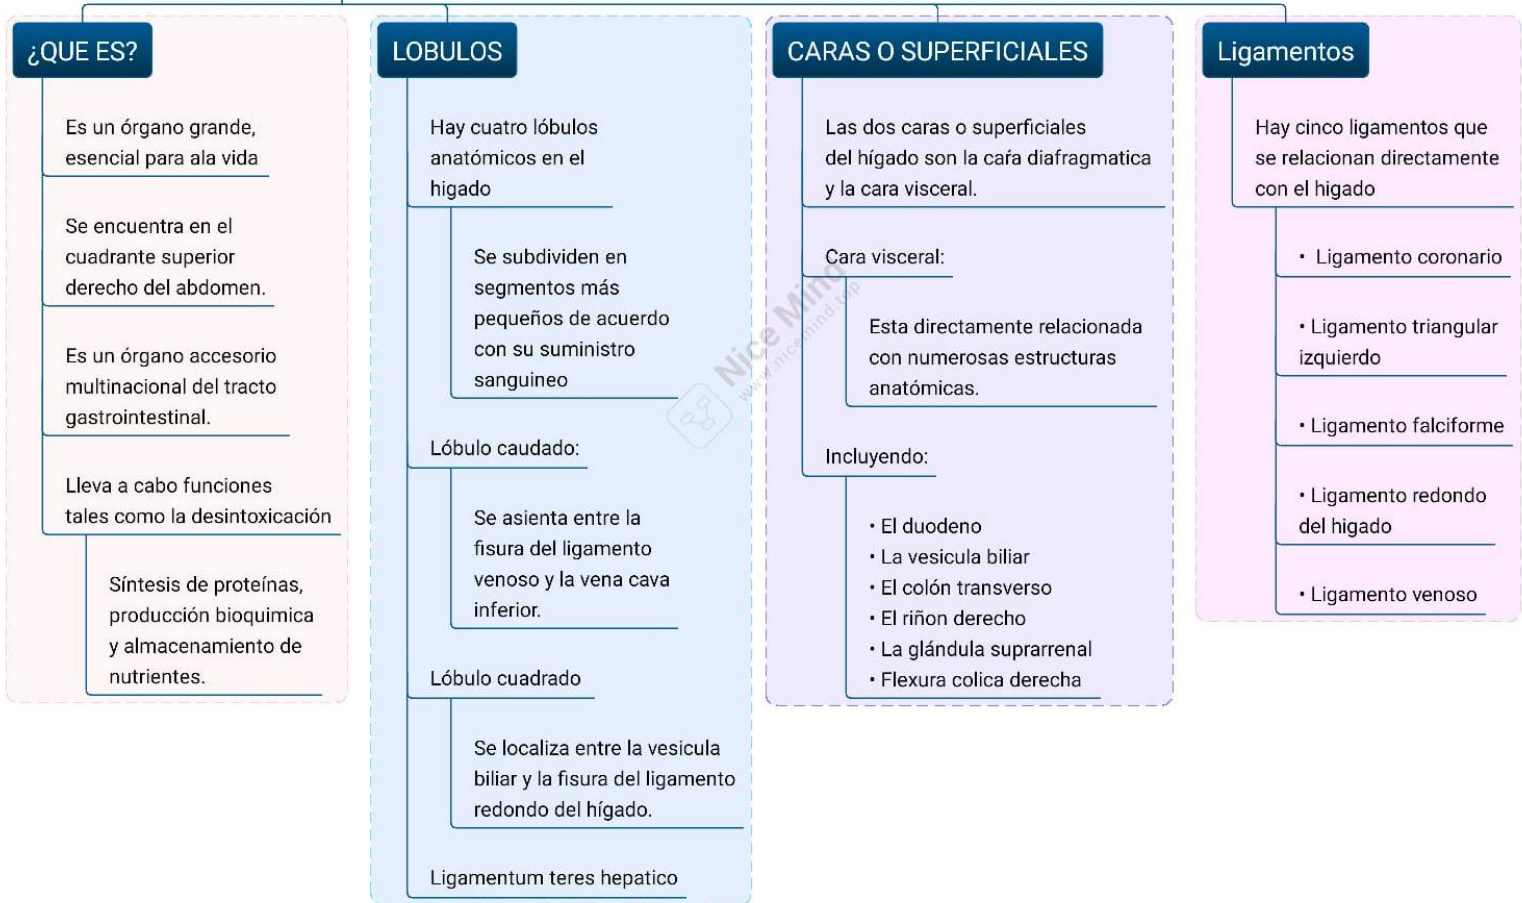 ¿QUE ES?
Es un órgano grande,
esencial para ala vida
Se encuentra en el
cuadrante superior
derecho del abdomen.
Es un órgano accesorio
multinacional del tracto
gastrointestinal.
Lleva a cabo funciones
tales como la desintoxicación
Síntesis de proteínas,
producción bioquimica
y almacenamiento de
nutrientes.
LOBULOS
Hay cuatro lóbulos
anatómicos en el
higado
Se subdividen en
segmentos más
pequeños de acuerdo
con su suministro
sanguineo
Lóbulo caudado:
Se asienta entre la
fisura del ligamento
venoso y la vena cava
inferior.
Lóbulo cuadrado
Se localiza entre la vesicula
biliar y la fisura del ligamento
redondo del hígado.
Ligamentum teres hepatico
CARAS O SUPERFICIALES
Las dos caras o superficiales
del hígado son la caŕa diafragmatica
y la cara visceral.
Cara visceral:
Esta directamente relacionada
con numerosas estructuras
anatómicas.
Incluyendo:
• El duodeno
• La vesicula biliar
• El colón transverso
• El riñon derecho
• La glándula suprarrenal
• Flexura colica derecha
Ligamentos
Hay cinco ligamentos que
se relacionan directamente
con el higado
• Ligamento coronario
• Ligamento triangular
izquierdo
• Ligamento falciforme
• Ligamento redondo
del higado
• Ligamento venoso
Nice Mind
www.nicemind.top